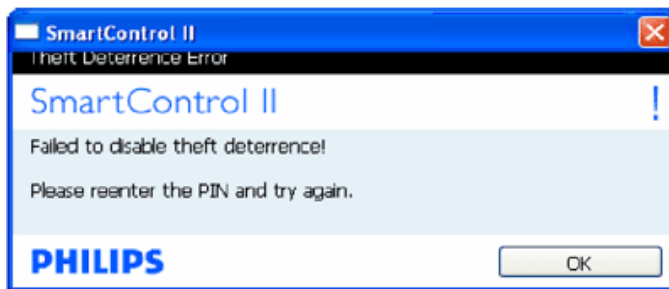 SmartControl II
Theft Deterrence Error
SmartControl II
!
Failed to disable theft deterrence!
Please reenter the PIN and try again.
PHILIPS
OK